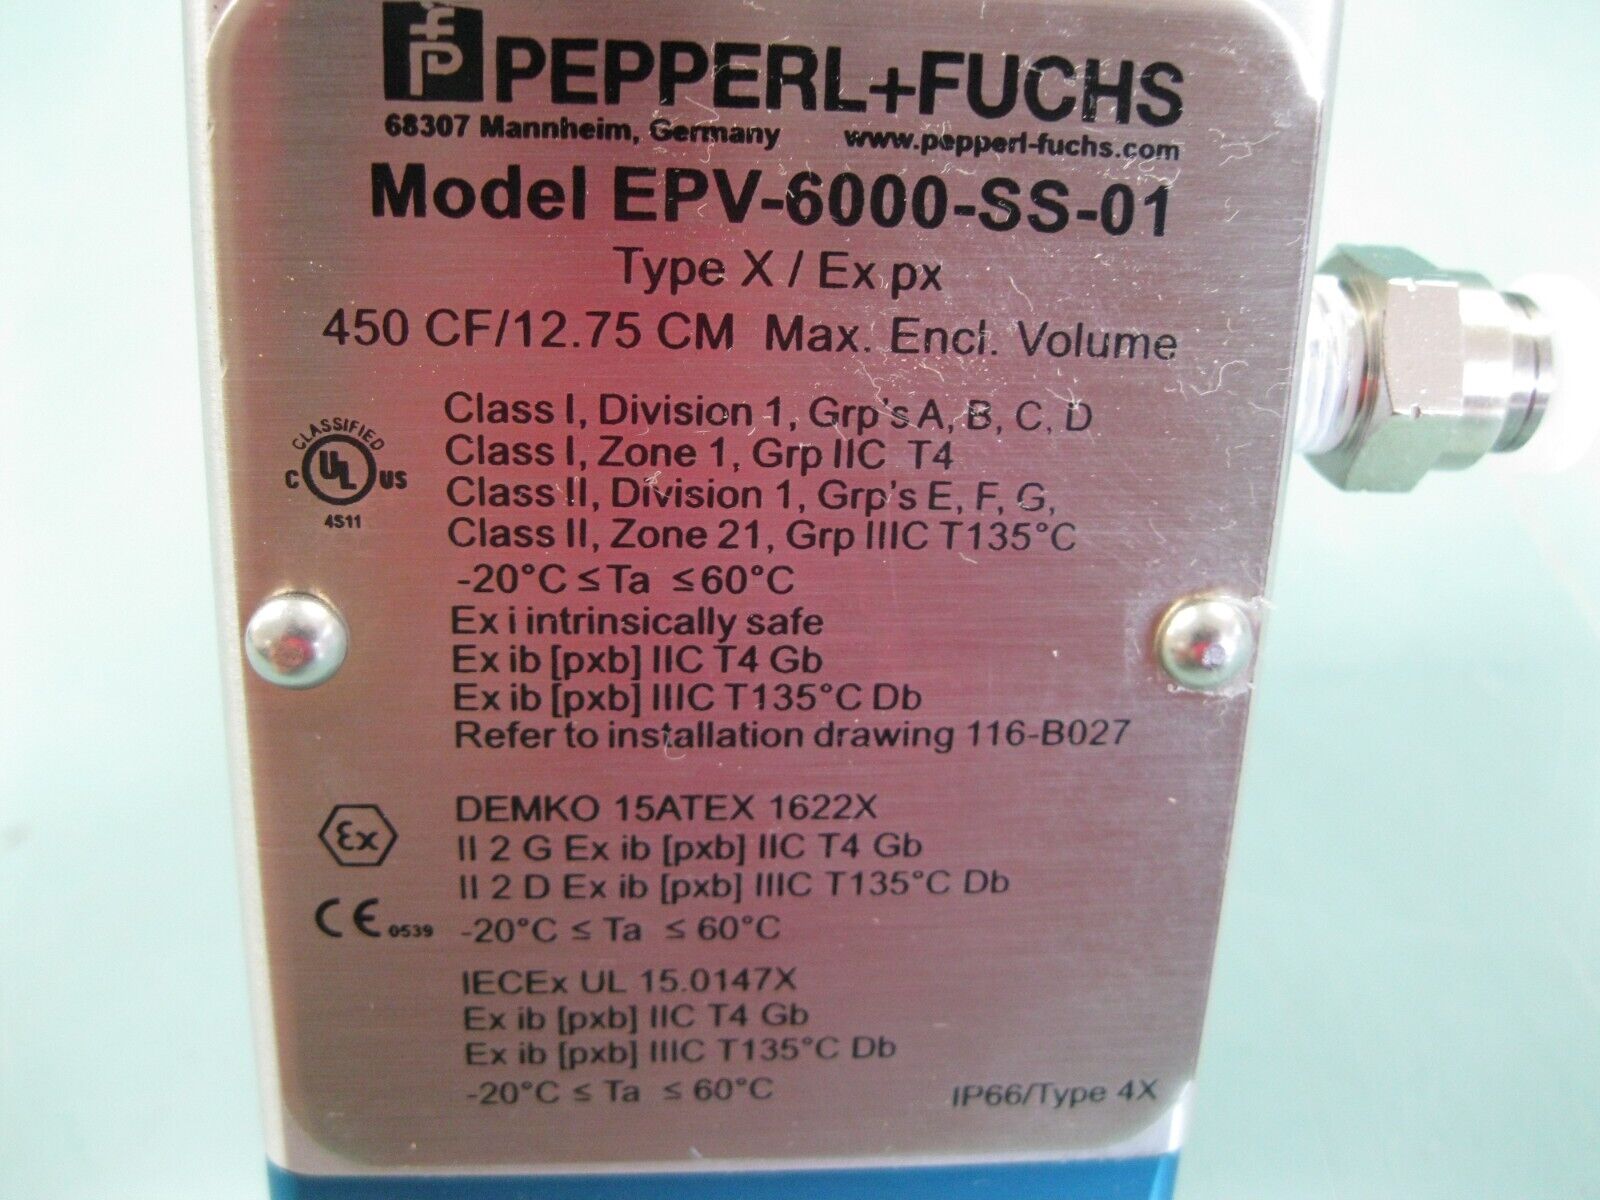 fp PEPPERL+FUCHS
68307 Mannheim, Germany www.pepperl-fuchs.com
Model EPV-6000-SS-01
Type X / Ex px
450 CF/12.75 CM Max. Encl. Volume
Class I, Division 1, Grp's A, B, C, D
Class I, Zone 1, Grp IIC T4
Class II, Division 1, Grp's E, F, G,
Class II, Zone 21, Grp IIIC T135°C
-20°C ≤ Ta ≤ 60°C
Ex i intrinsically safe
Ex ib [pxb] IIC T4 Gb
Ex ib [pxb] IIIC T135°C Db
Refer to installation drawing 116-B027
CLASSIFIED
C UL US
4S11
DEMKO 15ATEX 1622X
II 2 G Ex ib [pxb] IIC T4 Gb
II 2 D Ex ib [pxb] IIIC T135°C Db
-20°C ≤ Ta ≤ 60°C
Ex
CE 0539
IECEx UL 15.0147X
Ex ib [pxb] IIC T4 Gb
Ex ib [pxb] IIIC T135°C Db
-20°C ≤ Ta ≤ 60°C
IP66/Type 4X